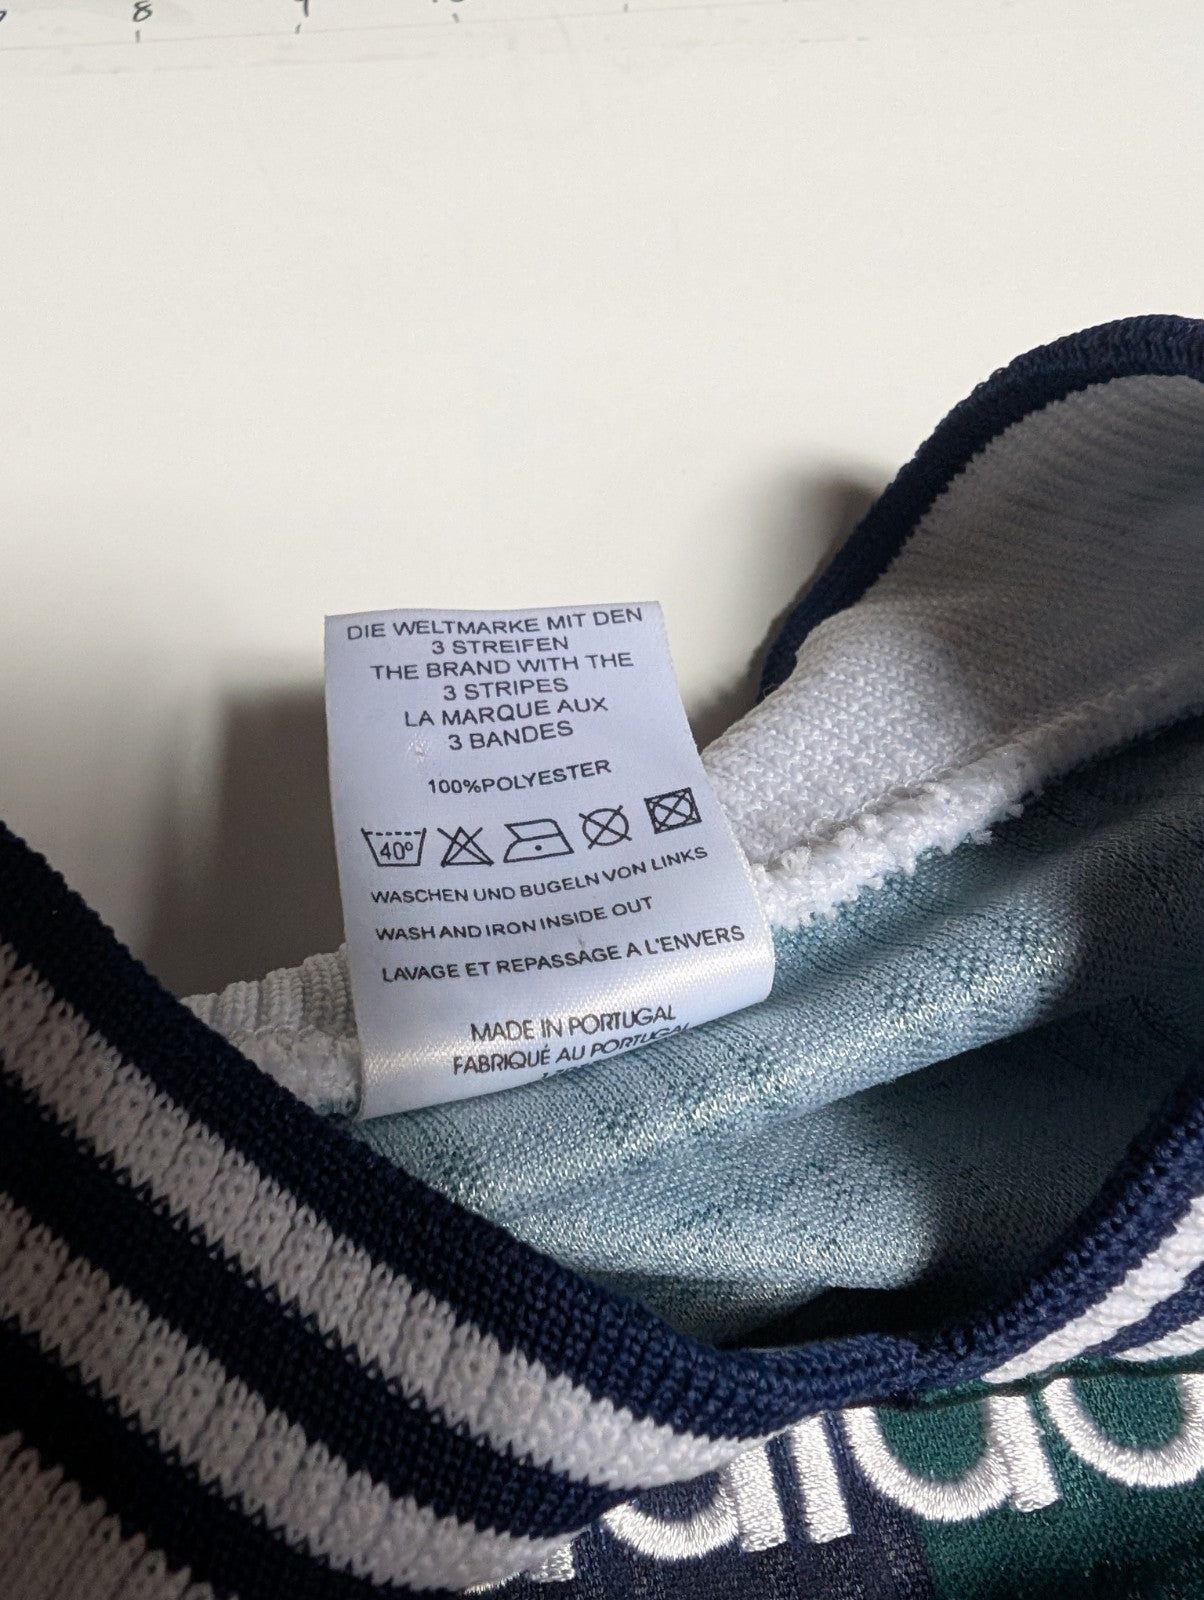 8
9
DIE WELTMARKE MIT DEN
3 STREIFEN
THE BRAND WITH THE
3 STRIPES
LA MARQUE AUX
3 BANDES
100%POLYESTER
40°
WASCHEN UND BUGELN VON LINKS
WASH AND IRON INSIDE OUT
LAVAGE ET REPASSAGE A L'ENVERS
MADE IN PORTUGAL
FABRIQUÉ AU PORTUGAL